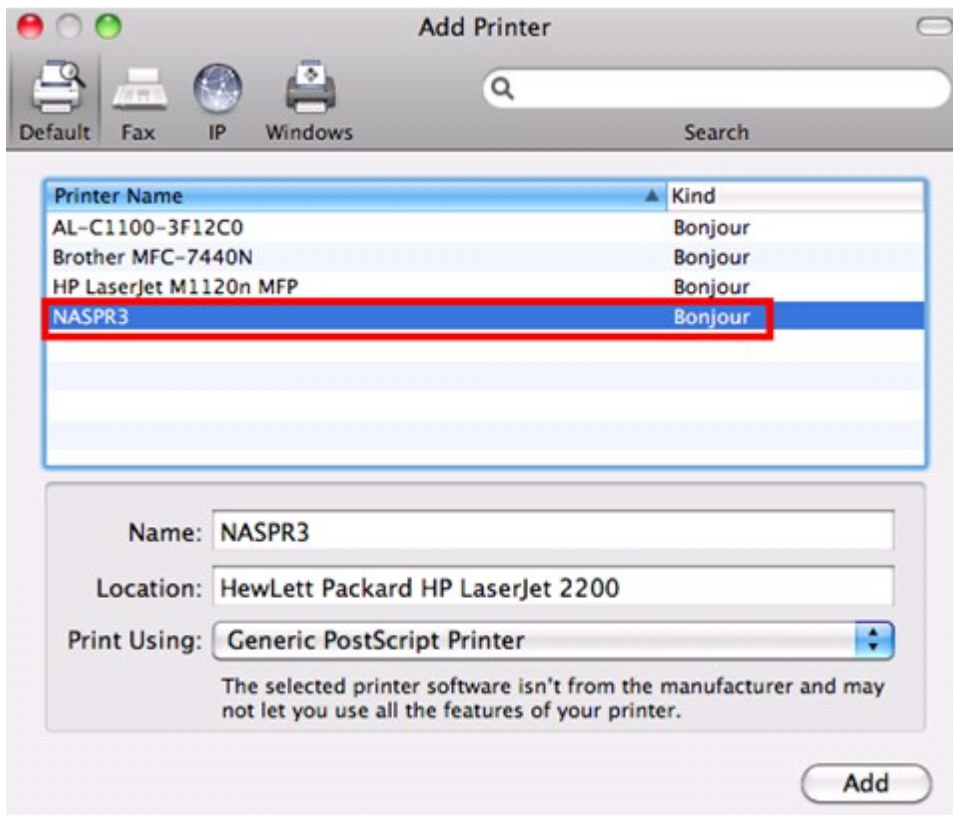 Add Printer
Default Fax IP Windows Search
Printer Name Kind
AL-C1100-3F12C0 Bonjour
Brother MFC-7440N Bonjour
HP LaserJet M1120n MFP Bonjour
NASPR3 Bonjour
Name: NASPR3
Location: HewLett Packard HP LaserJet 2200
Print Using: Generic PostScript Printer
The selected printer software isn't from the manufacturer and may
not let you use all the features of your printer.
Add